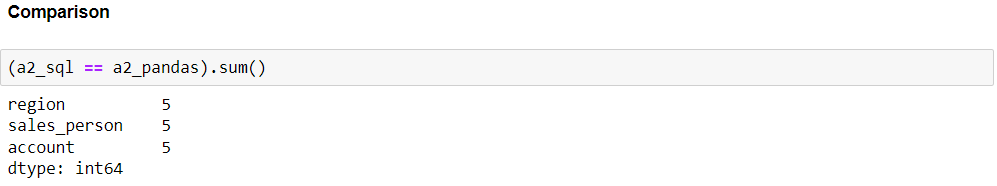 Comparison
(a2_sql == a2_pandas).sum()
region 5
sales_person 5
account 5
dtype: int64